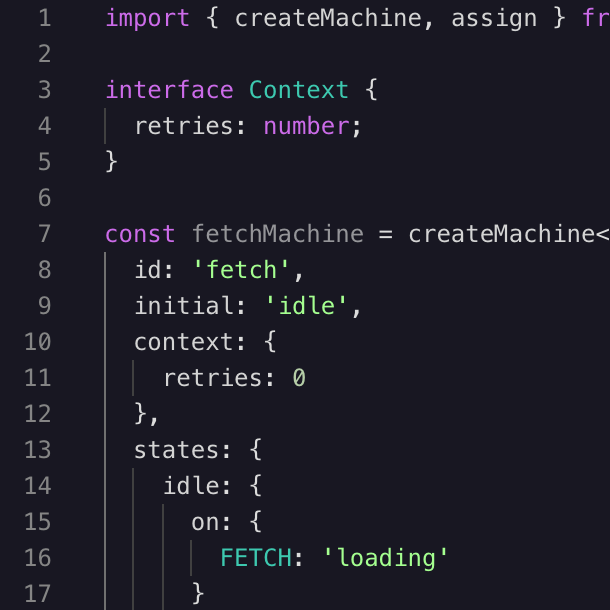 1 import { createMachine, assign } fr
2
3 interface Context {
4 retries: number;
5 }
6
7 const fetchMachine = createMachine<
8 id: 'fetch',
9 initial: 'idle',
10 context: {
11 retries: 0
12 },
13 states: {
14 idle: {
15 on: {
16 FETCH: 'loading'
17 }